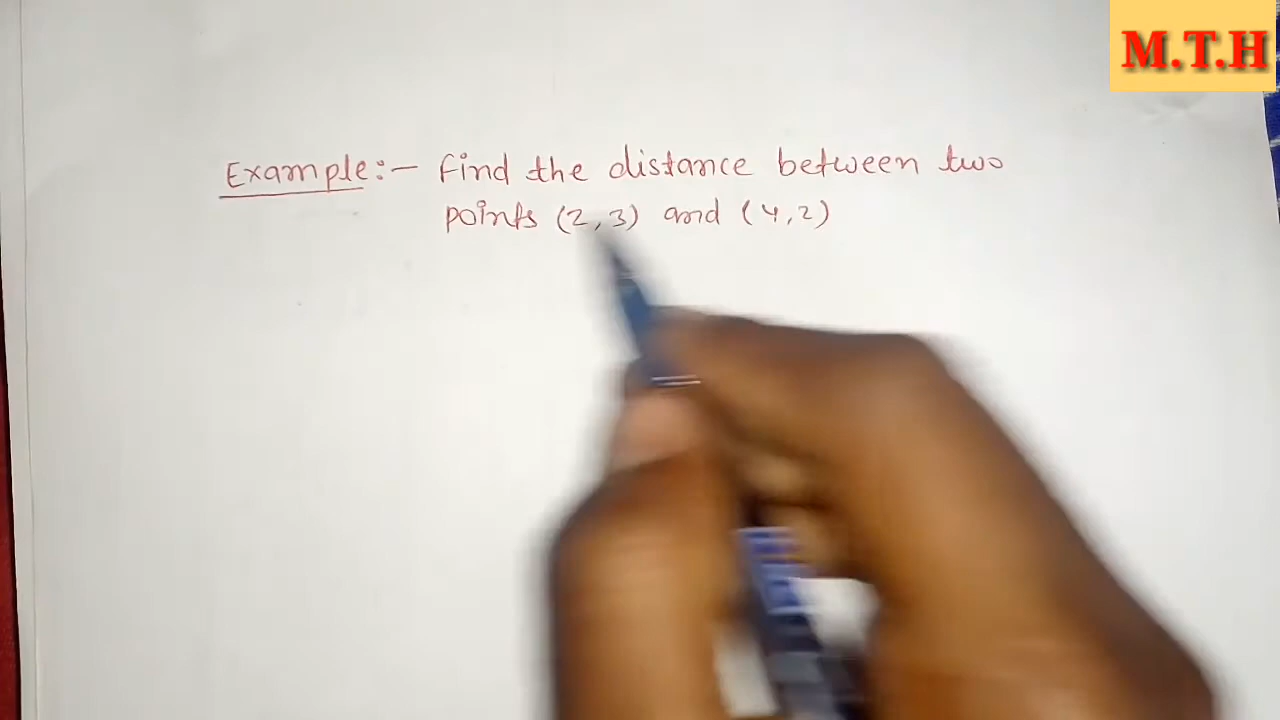 M.T.H
Example:- Find the distance between two
points (2,3) and (4,2)